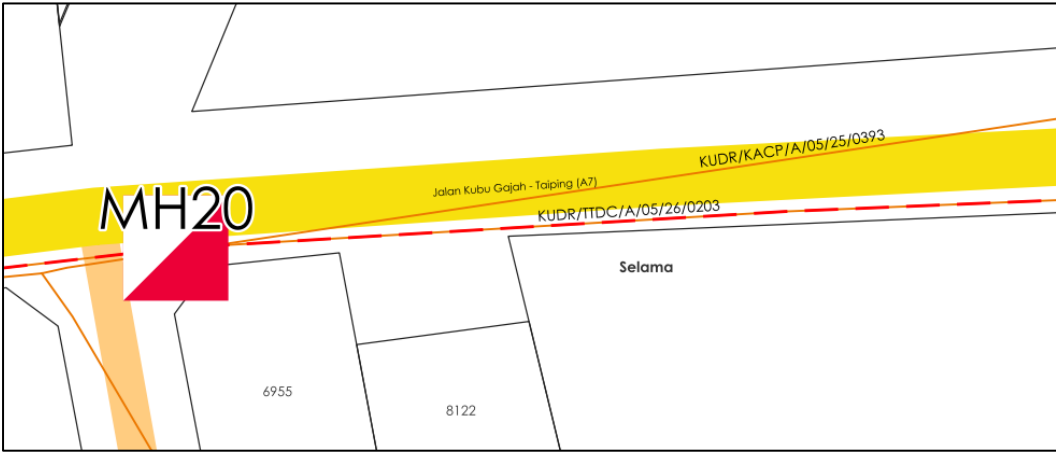 KUDR/KACP/A/05/25/0393
Jalan Kubu Gajah - Taiping (A7)
MH20
KUDR/TTDC/A/05/26/0203
Selama
6955
8122